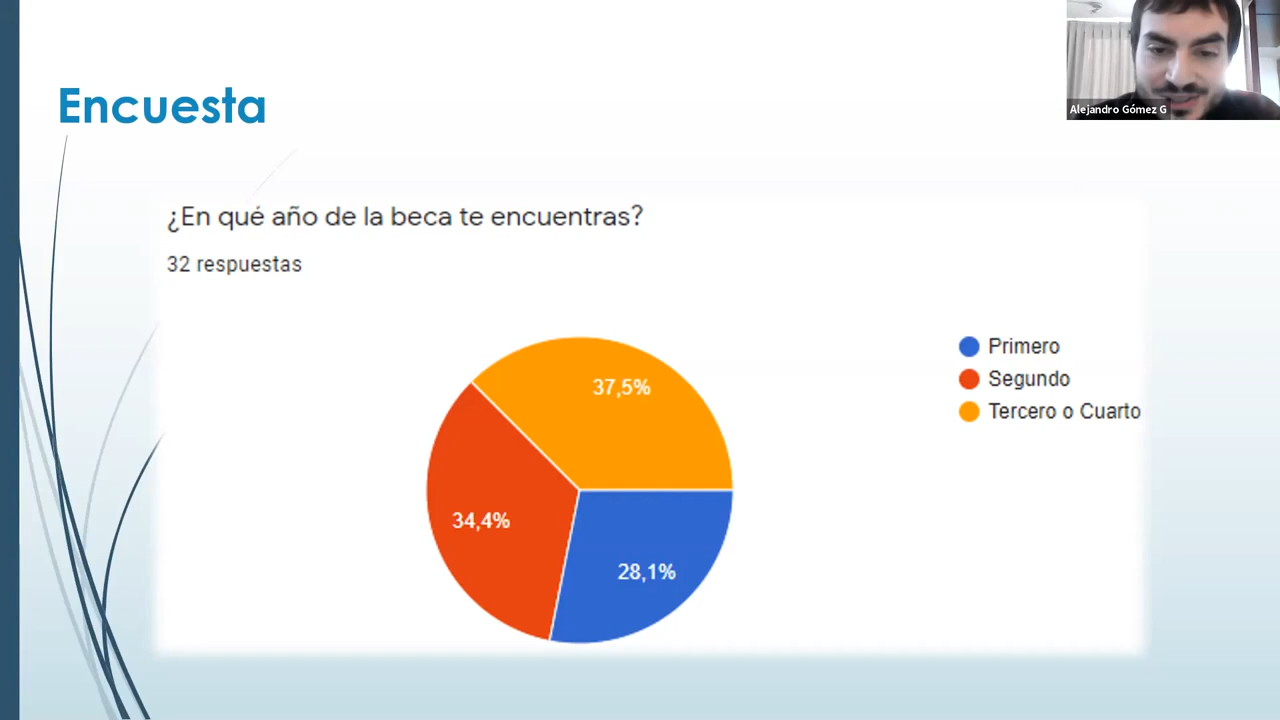 Encuesta
Alejandro Gómez G
¿En qué año de la beca te encuentras?
32 respuestas
Primero
Segundo
Tercero o Cuarto
37,5%
34,4%
28,1%